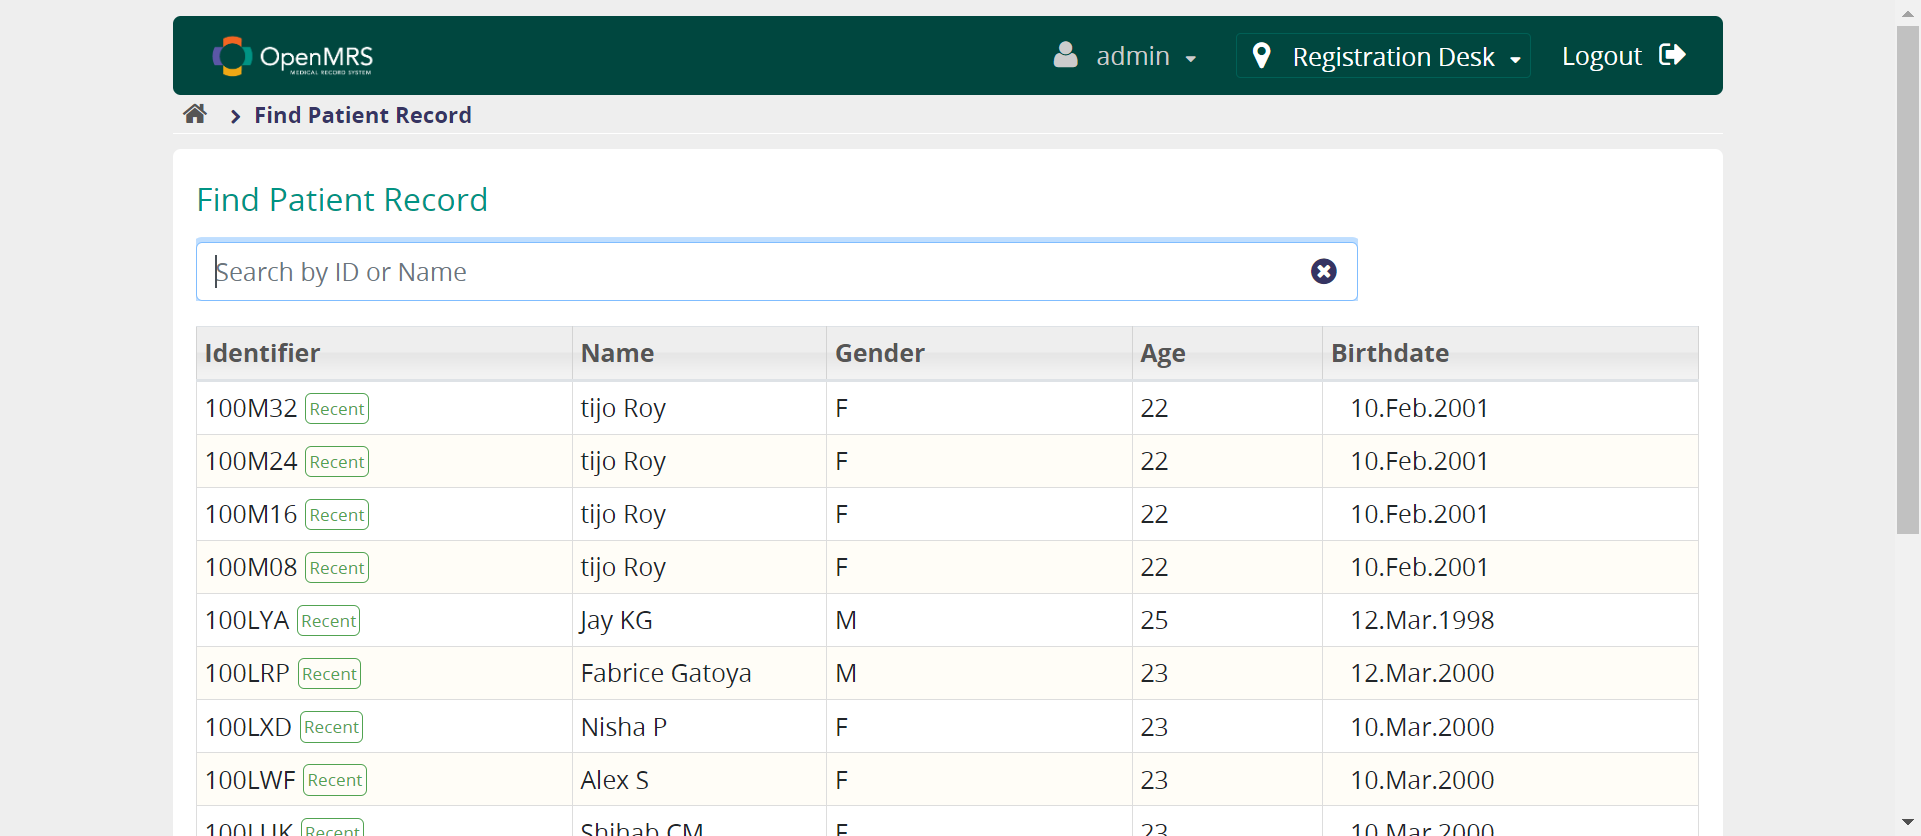 OpenMRS
MEDICAL RECORD SYSTEM
admin
Registration Desk
Logout
Find Patient Record
Find Patient Record
Search by ID or Name
Identifier Name Gender Age Birthdate
100M32 Recent tijo Roy F 22 10.Feb.2001
100M24 Recent tijo Roy F 22 10.Feb.2001
100M16 Recent tijo Roy F 22 10.Feb.2001
100M08 Recent tijo Roy F 22 10.Feb.2001
100LYA Recent Jay KG M 25 12.Mar.1998
100LRP Recent Fabrice Gatoya M 23 12.Mar.2000
100LXD Recent Nisha P F 23 10.Mar.2000
100LWF Recent Alex S F 23 10.Mar.2000
Recent Shihab CM F 23 10.Mar.2000